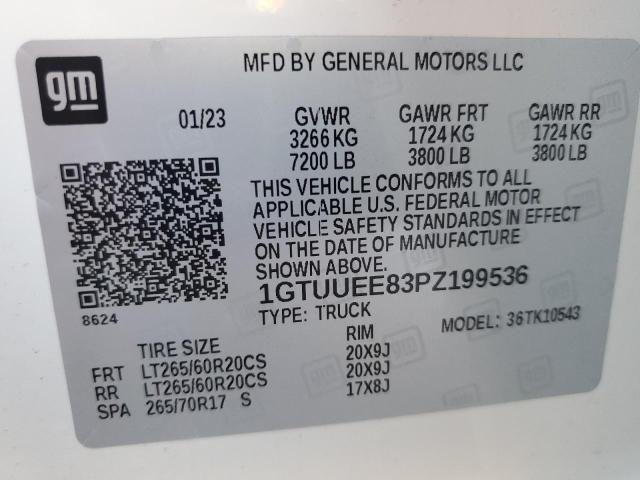 gm
MFD BY GENERAL MOTORS LLC
01/23 GVWR GAWR FRT GAWR RR
3266 KG 1724 KG 1724 KG
7200 LB 3800 LB 3800 LB
THIS VEHICLE CONFORMS TO ALL
APPLICABLE U.S. FEDERAL MOTOR
VEHICLE SAFETY STANDARDS IN EFFECT
ON THE DATE OF MANUFACTURE
SHOWN ABOVE.
1GTUUEE83PZ199536
8624
TYPE: TRUCK MODEL: 36TK10543
TIRE SIZE RIM
FRT LT265/60R20CS 20X9J
RR LT265/60R20CS 20X9J
SPA 265/70R17 S 17X8J